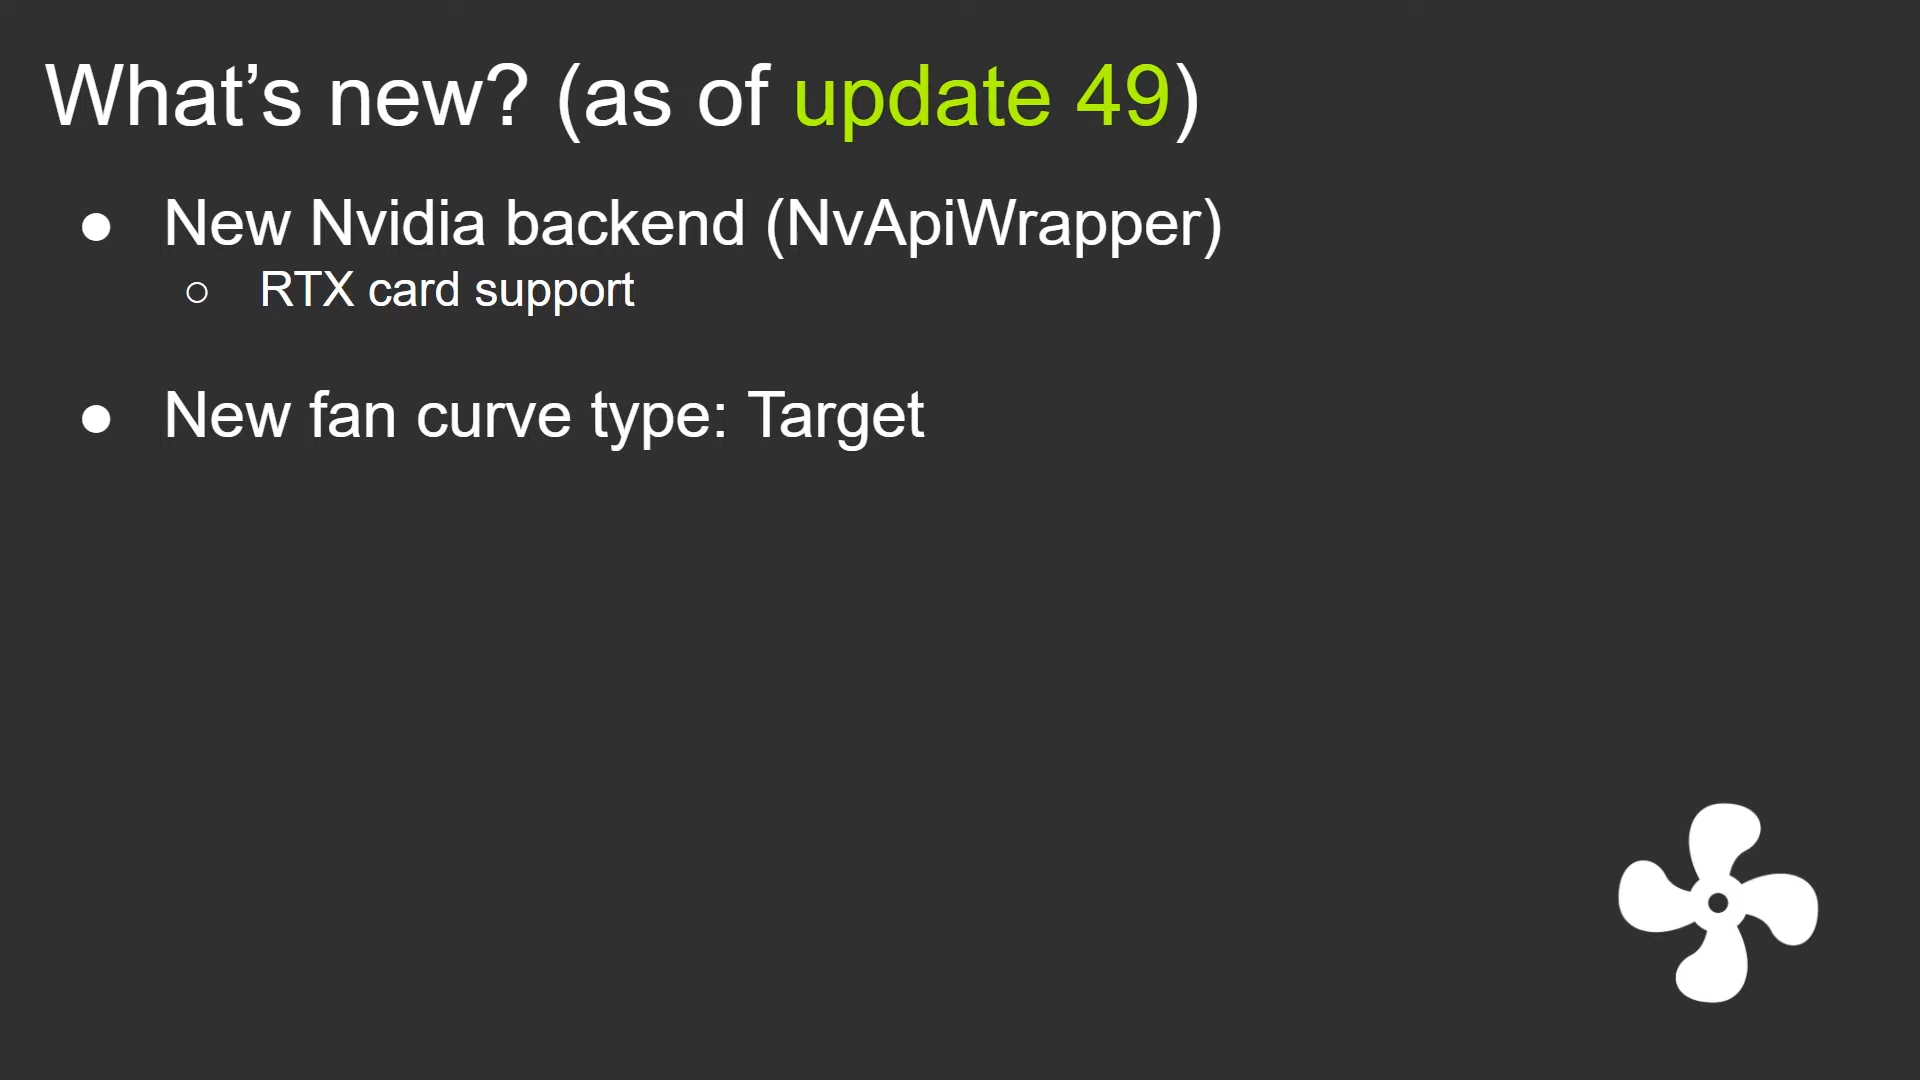 What’s new? (as of update 49)
● New Nvidia backend (NvApiWrapper)
○ RTX card support
● New fan curve type: Target